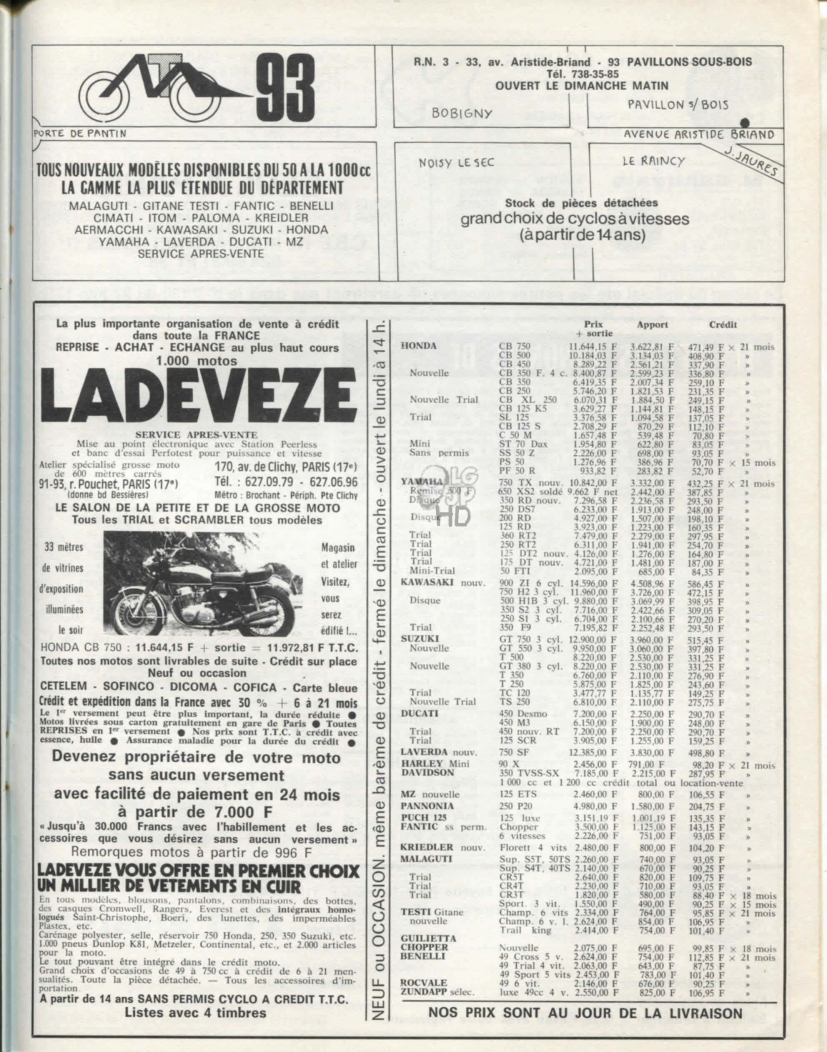 93
R.N. 3 - 33, av. Aristide-Briand - 93 PAVILLONS-SOUS-BOIS
Tél. 738-35-85
OUVERT LE DIMANCHE MATIN
BOBIGNY
PAVILLON S/ BOIS
PORTE DE PANTIN
AVENUE ARISTIDE BRIAND
J. JAURES
NOISY LE SEC
LE RAINCY
TOUS NOUVEAUX MODÈLES DISPONIBLES DU 50 A LA 1000 cc
LA GAMME LA PLUS ETENDUE DU DÉPARTEMENT
MALAGUTI - GITANE TESTI - FANTIC - BENELLI
CIMATI - ITOM - PALOMA - KREIDLER
AERMACCHI - KAWASAKI - SUZUKI - HONDA
YAMAHA - LAVERDA - DUCATI - MZ
SERVICE APRES-VENTE
Stock de pièces détachées
grand choix de cyclos à vitesses
(à partir de 14 ans)
La plus importante organisation de vente à crédit
dans toute la FRANCE
REPRISE - ACHAT - ECHANGE au plus haut cours
1.000 motos
LADEVEZE
SERVICE APRES-VENTE
Mise au point électronique avec Station Peerless
et banc d'essai Perfotest pour puissance et vitesse
Atelier spécialisé grosse moto
de 600 mètres carrés
91-93, r. Pouchet, PARIS (17e)
(donne bd Bessières)
170, av. de Clichy, PARIS (17e)
Tél. : 627.09.79 - 627.06.96
Métro : Brochant - Périph. Pte Clichy
LE SALON DE LA PETITE ET DE LA GROSSE MOTO
Tous les TRIAL et SCRAMBLER tous modèles
33 mètres
de vitrines
d'exposition
illuminées
le soir
Magasin
et atelier
Visitez,
vous
serez
édifié !...
HONDA CB 750 : 11.644,15 F + sortie = 11.972,81 F T.T.C.
Toutes nos motos sont livrables de suite - Crédit sur place
Neuf ou occasion
CETELEM - SOFINCO - DICOMA - COFICA - Carte bleue
Crédit et expédition dans la France avec 30 % + 6 à 21 mois
Le 1er versement peut être plus important, la durée réduite ●
Motos livrées sous carton gratuitement gare de Paris ● Toutes
REPRISES en 1er versement ● Nos prix sont T.T.C. à crédit avec
essence, huile ● Assurance maladie pour la durée du crédit ●
Devenez propriétaire de votre moto
sans aucun versement
avec facilité de paiement en 24 mois
à partir de 7.000 F
«Jusqu'à 30.000 Francs avec l'habillement et les ac-
cessoires que vous désirez sans aucun versement»
Remorques motos à partir de 996 F
LADEVEZE VOUS OFFRE EN PREMIER CHOIX
UN MILLIER DE VETEMENTS EN CUIR
En tous modèles, blousons, pantalons, combinaisons, des bottes,
des casques Cromwell, Rangers, Everest et des intégraux homo-
logués Saint-Christophe, Boeri, des lunettes, des imperméables
Plastex, etc.
Carénage polyester, selle, réservoir 750 Honda, 250, 350 Suzuki, etc.
1.000 pneus Dunlop K81, Metzeler, Continental, etc., et 2.000 articles
pour la moto.
Le tout pouvant être intégré dans le crédit moto.
Grand choix d'occasions de 49 à 750 cc à crédit de 6 à 21 men-
sualités. Toute la pièce détachée. — Tous les accessoires d'im-
portation
A partir de 14 ans SANS PERMIS CYCLO A CREDIT T.T.C.
Listes avec 4 timbres
NEUF ou OCCASION. même barème de crédit - fermé le dimanche - ouvert le lundi à 14 h.
Prix + sortie Apport Crédit
HONDA CB 750 11.644,15 F 3.622,81 F 471,49 F × 21 mois
CB 500 10.184,03 F 3.134,03 F 408,90 F »
CB 450 8.289,22 F 2.561,21 F 337,90 F »
Nouvelle CB 350 F. 4 c. 8.400,87 F 2.599,23 F 336,80 F »
CB 350 6.419,35 F 2.007,34 F 259,10 F »
CB 250 5.746,20 F 1.821,53 F 231,35 F »
Nouvelle Trial CB XL 250 6.070,31 F 1.884,50 F 249,15 F »
CB 125 K5 3.629,27 F 1.144,81 F 148,15 F »
Trial SL 125 3.376,58 F 1.094,58 F 137,05 F »
CB 125 S 2.708,29 F 870,29 F 112,10 F »
C 50 M 1.657,48 F 539,48 F 70,80 F »
Mini ST 70 Dax 1.954,80 F 622,80 F 83,05 F »
Sans permis SS 50 Z 2.226,00 F 698,00 F 93,05 F »
PS 50 1.276,96 F 386,96 F 70,70 F × 15 mois
PF 50 R 933,82 F 283,82 F 52,70 F »
YAMAHA 750 TX nouv. 10.842,00 F 3.332,00 F 432,25 F × 21 mois
650 XS2 soldé 9.662 F net 2.442,00 F 387,85 F »
350 RD nouv. 7.296,58 F 2.236,58 F 293,50 F »
250 DS7 6.233,00 F 1.913,00 F 248,00 F »
Disque 200 RD 4.927,00 F 1.507,00 F 198,10 F »
125 RD 3.923,00 F 1.223,00 F 160,35 F »
Trial 360 RT2 7.479,00 F 2.279,00 F 297,95 F »
Trial 250 RT2 6.311,00 F 1.941,00 F 254,70 F »
Trial 125 DT2 nouv. 4.126,00 F 1.276,00 F 164,80 F »
Trial 175 DT nouv. 4.721,00 F 1.481,00 F 187,00 F »
Mini-Trial 50 FT1 2.095,00 F 685,00 F 84,35 F »
KAWASAKI nouv. 900 Z1 6 cyl. 14.596,00 F 4.508,96 F 586,45 F »
750 H2 3 cyl. 11.960,00 F 3.726,00 F 472,15 F »
Disque 500 H1B 3 cyl. 9.880,00 F 3.069,99 F 398,95 F »
350 S2 3 cyl. 7.716,00 F 2.422,66 F 309,05 F »
250 S1 3 cyl. 6.704,00 F 2.100,66 F 270,20 F »
Trial 350 F9 7.195,82 F 2.252,48 F 293,50 F »
SUZUKI GT 750 3 cyl. 12.900,00 F 3.960,00 F 515,45 F »
Nouvelle GT 550 3 cyl. 9.950,00 F 3.060,00 F 397,80 F »
T 500 8.220,00 F 2.530,00 F 331,25 F »
Nouvelle GT 380 3 cyl. 8.220,00 F 2.530,00 F 331,25 F »
T 350 6.760,00 F 2.110,00 F 276,90 F »
T 250 5.875,00 F 1.825,00 F 243,60 F »
Trial TC 120 3.477,77 F 1.135,77 F 149,25 F »
Nouvelle Trial TS 250 6.810,00 F 2.110,00 F 275,75 F »
DUCATI 450 Desmo 7.200,00 F 2.250,00 F 290,70 F »
450 M3 6.150,00 F 1.900,00 F 248,00 F »
Trial 450 nouv. RT 7.200,00 F 2.250,00 F 290,70 F »
Trial 125 SCR 3.905,00 F 1.255,00 F 159,25 F »
LAVERDA nouv. 750 SF 12.385,00 F 3.830,00 F 498,80 F »
HARLEY Mini 90 X 2.456,00 F 791,00 F 98,20 F × 21 mois
DAVIDSON 350 TVSS-SX 7.185,00 F 2.215,00 F 287,95 F »
1 000 cc et 1 200 cc crédit total ou location-vente
MZ nouvelle 125 ETS 2.460,00 F 800,00 F 106,55 F »
PANNONIA 250 P20 4.980,00 F 1.580,00 F 204,75 F »
PUCH 125 125 luxe 3.151,19 F 1.001,19 F 135,35 F »
FANTIC ss perm. Chopper 3.500,00 F 1.125,00 F 143,15 F »
6 vitesses 2.226,00 F 751,00 F 93,05 F »
KRIEDLER nouv. Florett 4 vits 2.480,00 F 800,00 F 104,20 F »
MALAGUTI Sup. S5T, 50TS 2.260,00 F 740,00 F 93,05 F »
Sup. S4T, 40TS 2.140,00 F 670,00 F 90,25 F »
Trial CR5T 2.640,00 F 820,00 F 109,75 F »
Trial CR4T 2.230,00 F 710,00 F 93,05 F »
Trial CR3T 1.820,00 F 580,00 F 88,40 F × 18 mois
Sport. 3 vit. 1.550,00 F 490,00 F 90,25 F × 15 mois
TESTI Gitane Champ. 6 vits 2.334,00 F 764,00 F 95,85 F × 21 mois
nouvelle Champ. 6 v. l. 2.624,00 F 854,00 F 106,95 F »
Trail king 2.414,00 F 754,00 F 101,40 F »
GUILIETTA
CHOPPER Nouvelle 2.075,00 F 695,00 F 99,85 F × 18 mois
BENELLI 49 Cross 5 v. 2.624,00 F 754,00 F 112,85 F × 21 mois
49 Trial 4 vit. 2.063,00 F 643,00 F 87,75 F »
49 Sport 5 vits 2.453,00 F 783,00 F 101,40 F »
ROCVALE 49 6 vit. 2.146,00 F 676,00 F 90,25 F »
ZUNDAPP sélec. luxe 49cc 4 v. 2.550,00 F 825,00 F 106,95 F »
NOS PRIX SONT AU JOUR DE LA LIVRAISON